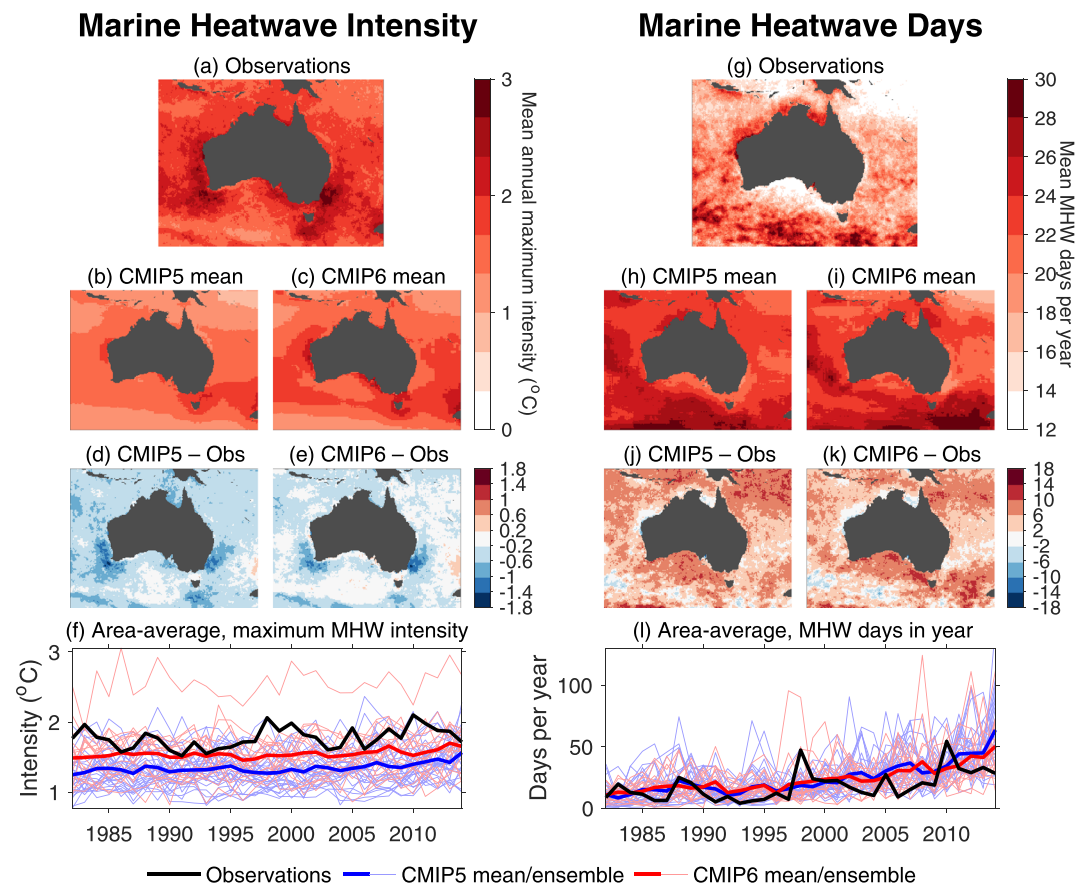 Marine Heatwave Intensity
Marine Heatwave Days
(a) Observations
3
2
1
0
Mean annual maximum intensity (°C)
(g) Observations
30
28
26
24
22
20
18
16
14
12
Mean MHW days per year
(b) CMIP5 mean
(c) CMIP6 mean
(h) CMIP5 mean
(i) CMIP6 mean
(d) CMIP5 – Obs
(e) CMIP6 – Obs
1.8
1.4
1.0
0.6
0.2
-0.2
-0.6
-1.0
-1.4
-1.8
(j) CMIP5 – Obs
(k) CMIP6 – Obs
18
14
10
6
2
-2
-6
-10
-14
-18
(f) Area-average, maximum MHW intensity
Intensity (°C)
3
2
1
1985 1990 1995 2000 2005 2010
(l) Area-average, MHW days in year
Days per year
100
50
0
1985 1990 1995 2000 2005 2010
Observations CMIP5 mean/ensemble CMIP6 mean/ensemble